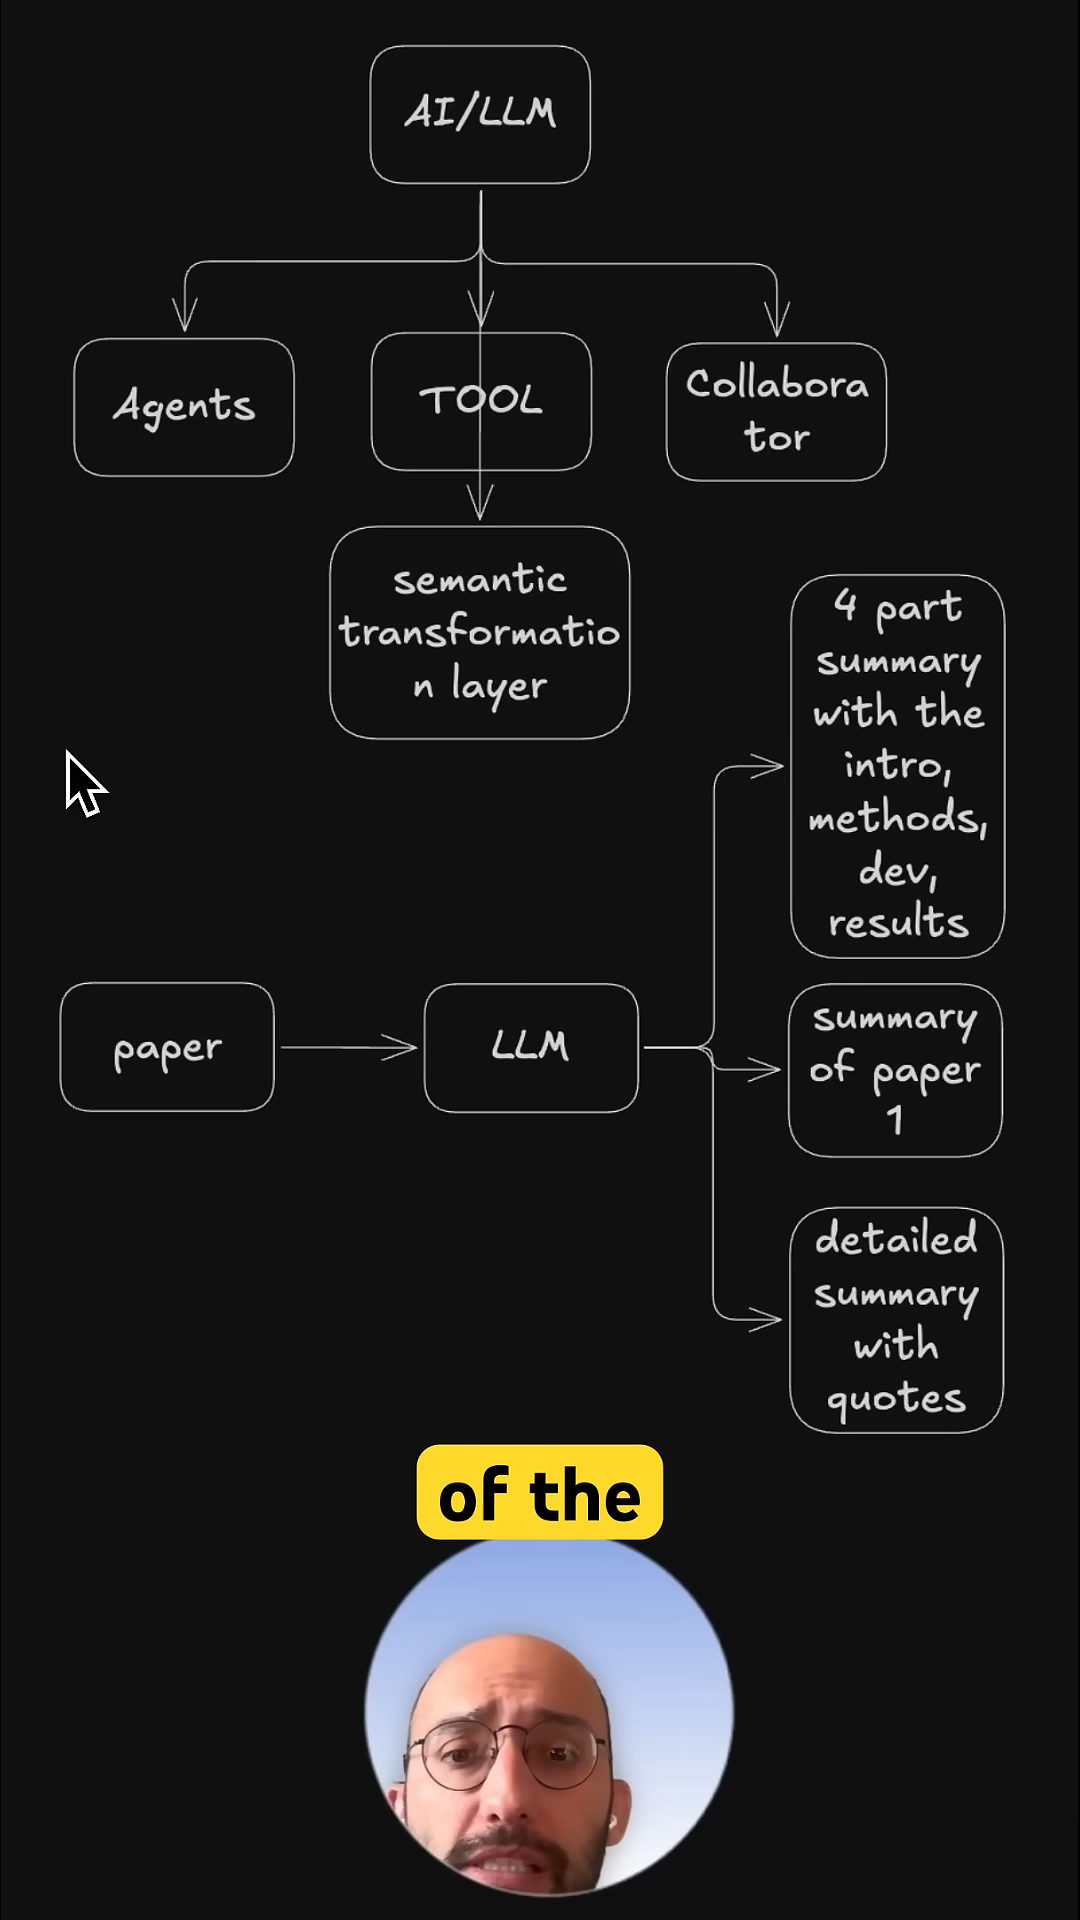 AI/LLM
Agents
TOOL
Collabora
tor
semantic
transformatio
n layer
4 part
summary
with the
intro,
methods,
dev,
results
paper
LLM
summary
of paper
1
detailed
summary
with
quotes
of the